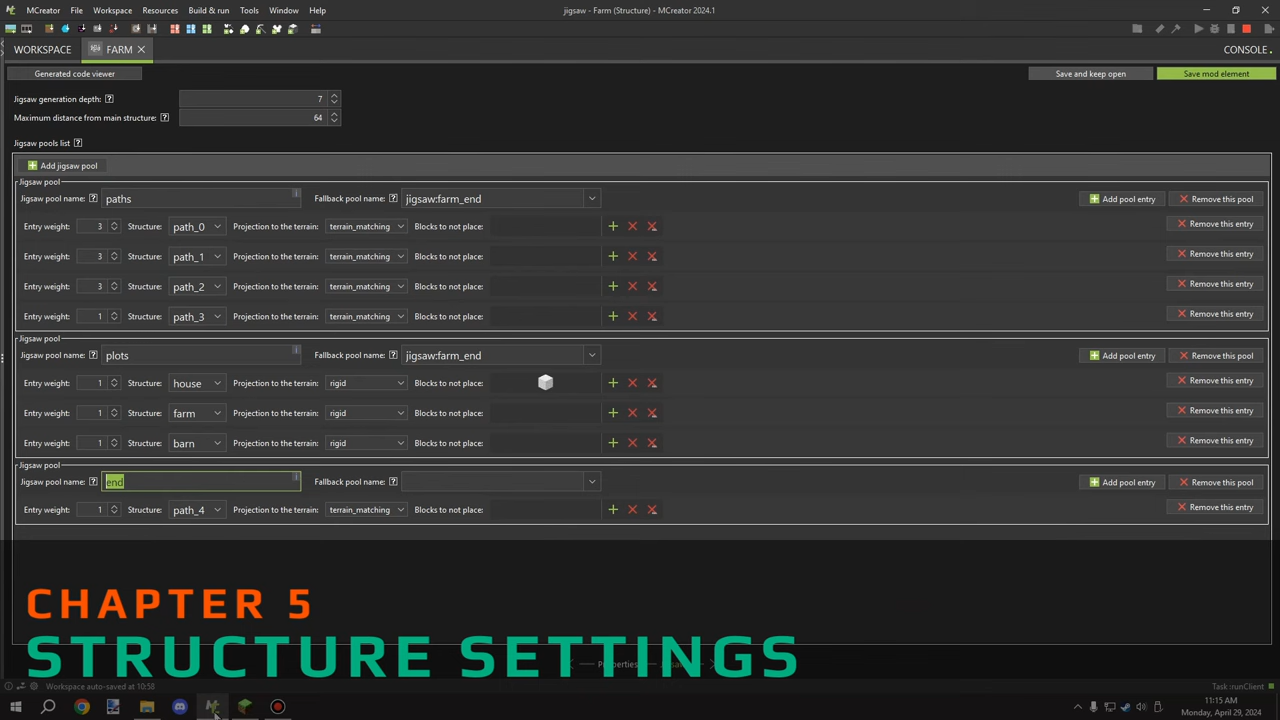 MCreator File Workspace Resources Build & run Tools Window Help jigsaw - Farm (Structure) - MCreator 2024.1
WORKSPACE FARM CONSOLE
Generated code viewer Save and keep open Save mod element
Jigsaw generation depth: 7
Maximum distance from main structure: 64
Jigsaw pools list
Add jigsaw pool
Jigsaw pool
Jigsaw pool name: paths Fallback pool name: jigsaw:farm_end Add pool entry Remove this pool
Entry weight: 3 Structure: path_0 Projection to the terrain: terrain_matching Blocks to not place: Remove this entry
Entry weight: 3 Structure: path_1 Projection to the terrain: terrain_matching Blocks to not place: Remove this entry
Entry weight: 3 Structure: path_2 Projection to the terrain: terrain_matching Blocks to not place: Remove this entry
Entry weight: 1 Structure: path_3 Projection to the terrain: terrain_matching Blocks to not place: Remove this entry
Jigsaw pool
Jigsaw pool name: plots Fallback pool name: jigsaw:farm_end Add pool entry Remove this pool
Entry weight: 1 Structure: house Projection to the terrain: rigid Blocks to not place: Remove this entry
Entry weight: 1 Structure: farm Projection to the terrain: rigid Blocks to not place: Remove this entry
Entry weight: 1 Structure: barn Projection to the terrain: rigid Blocks to not place: Remove this entry
Jigsaw pool
Jigsaw pool name: end Fallback pool name: Add pool entry Remove this pool
Entry weight: 1 Structure: path_4 Projection to the terrain: terrain_matching Blocks to not place: Remove this entry
CHAPTER 5
STRUCTURE SETTINGS
Properties
Workspace auto-saved at 10:58 Task :runClient
11:15 AM
Monday, April 29, 2024